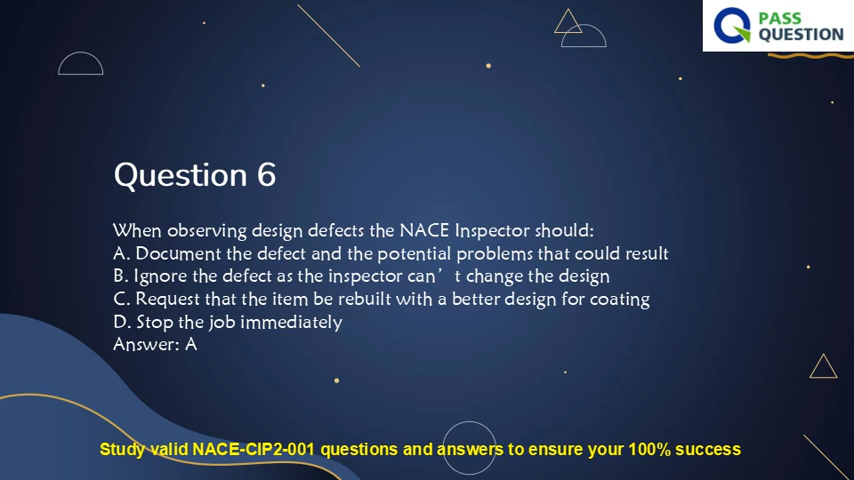 PASS
QUESTION
Question 6
When observing design defects the NACE Inspector should:
A. Document the defect and the potential problems that could result
B. Ignore the defect as the inspector can’t change the design
C. Request that the item be rebuilt with a better design for coating
D. Stop the job immediately
Answer: A
Study valid NACE-CIP2-001 questions and answers to ensure your 100% success